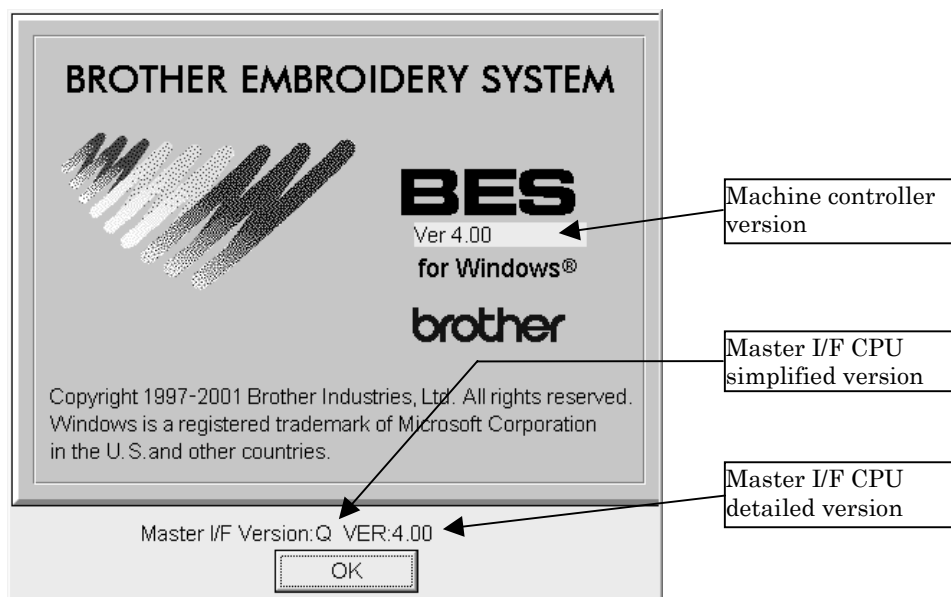 BROTHER EMBROIDERY SYSTEM
BES
Ver 4.00
for Windows®
brother
Copyright 1997-2001 Brother Industries, Ltd. All rights reserved.
Windows is a registered trademark of Microsoft Corporation
in the U.S.and other countries.
Master I/F Version:Q VER:4.00
OK
Machine controller
version
Master I/F CPU
simplified version
Master I/F CPU
detailed version